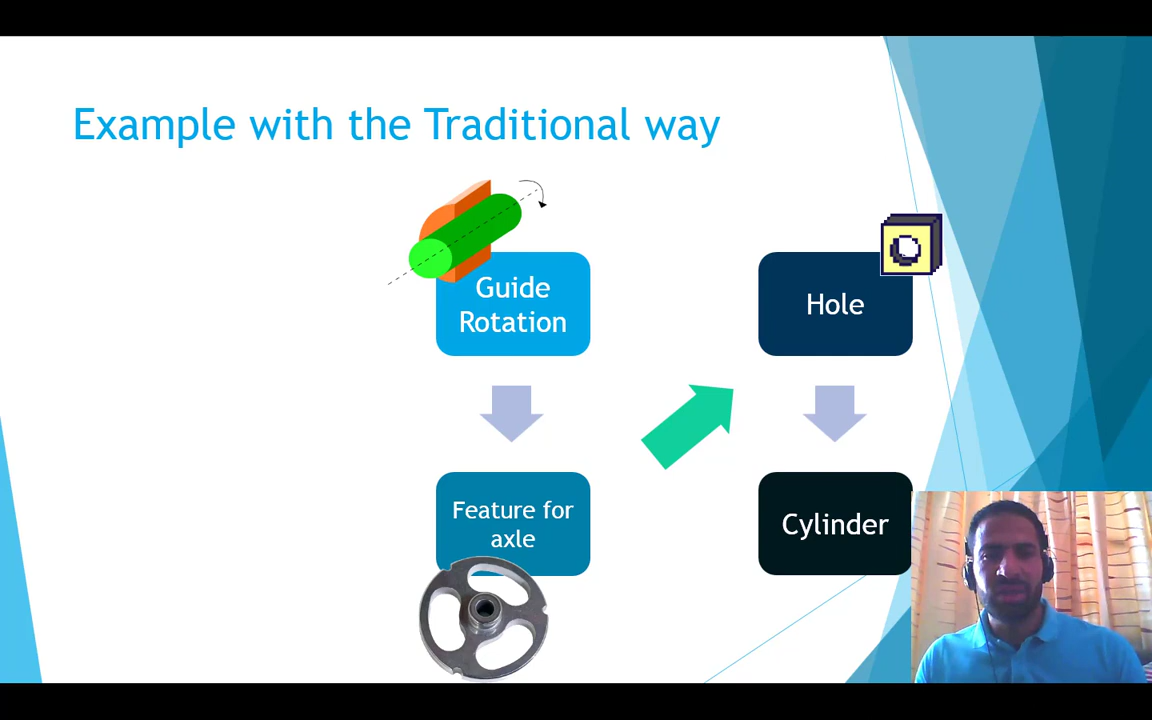 Example with the Traditional way
Guide
Rotation
Feature for
axle
Hole
Cylinder